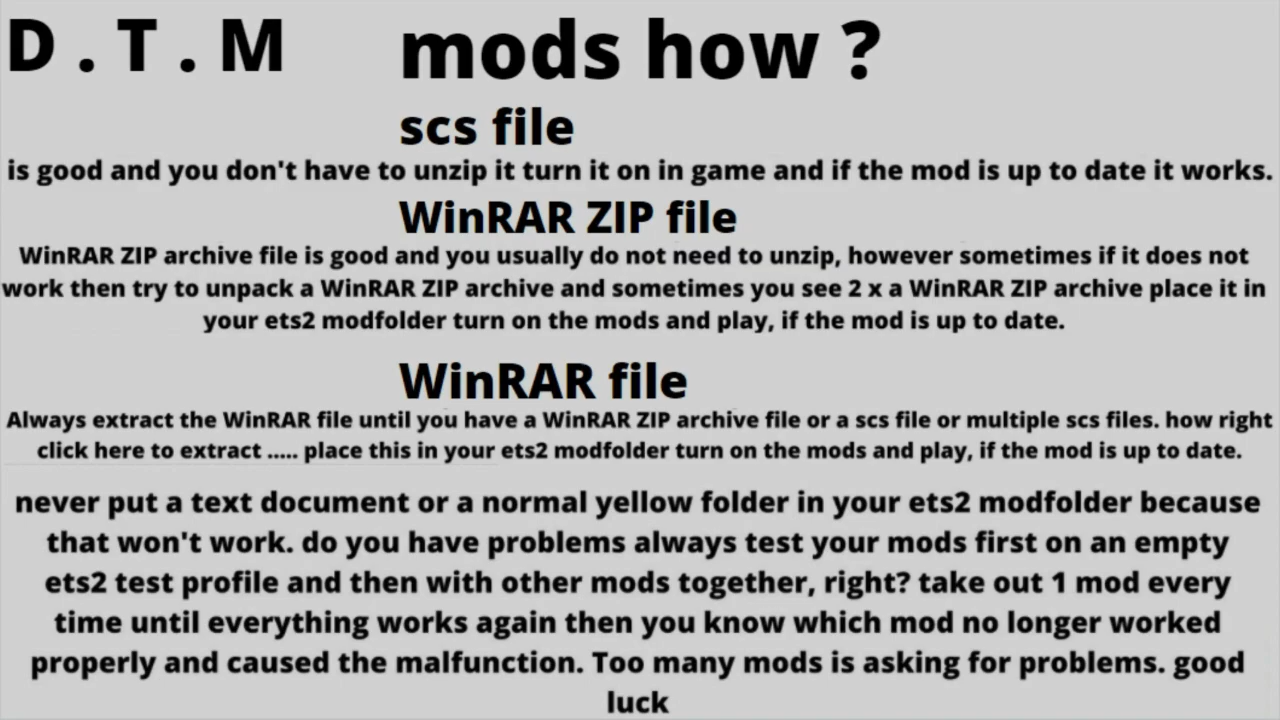 D . T . M mods how ?
scs file
is good and you don't have to unzip it turn it on in game and if the mod is up to date it works.
WinRAR ZIP file
WinRAR ZIP archive file is good and you usually do not need to unzip, however sometimes if it does not
work then try to unpack a WinRAR ZIP archive and sometimes you see 2 x a WinRAR ZIP archive place it in
your ets2 modfolder turn on the mods and play, if the mod is up to date.
WinRAR file
Always extract the WinRAR file until you have a WinRAR ZIP archive file or a scs file or multiple scs files. how right
click here to extract ..... place this in your ets2 modfolder turn on the mods and play, if the mod is up to date.
never put a text document or a normal yellow folder in your ets2 modfolder because
that won't work. do you have problems always test your mods first on an empty
ets2 test profile and then with other mods together, right? take out 1 mod every
time until everything works again then you know which mod no longer worked
properly and caused the malfunction. Too many mods is asking for problems. good
luck